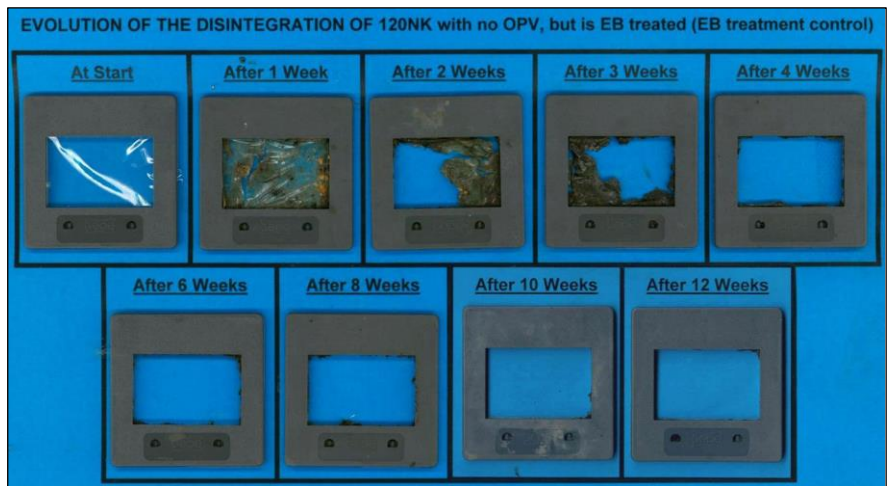 EVOLUTION OF THE DISINTEGRATION OF 120NK with no OPV, but is EB treated (EB treatment control)
At Start
After 1 Week
After 2 Weeks
After 3 Weeks
After 4 Weeks
After 6 Weeks
After 8 Weeks
After 10 Weeks
After 12 Weeks